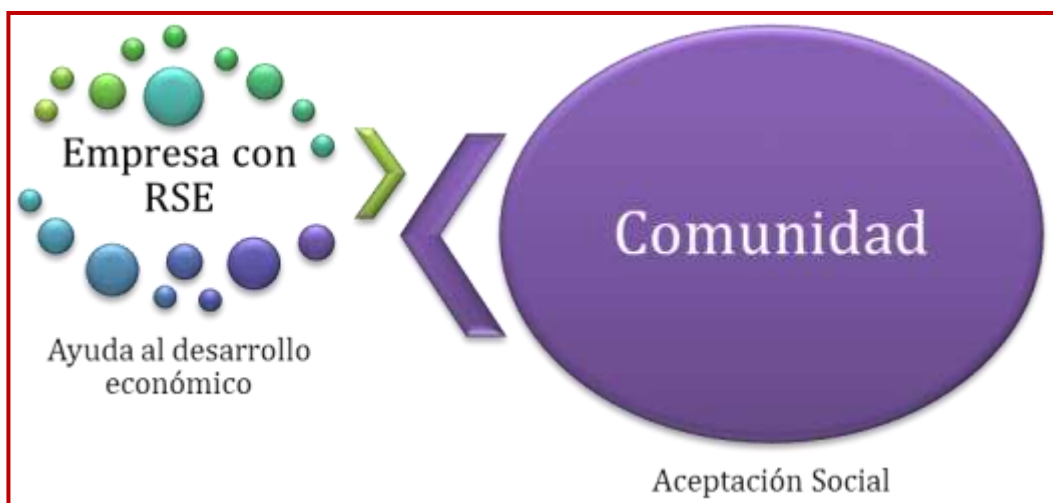 Empresa con
RSE
Ayuda al desarrollo
económico
Comunidad
Aceptación Social